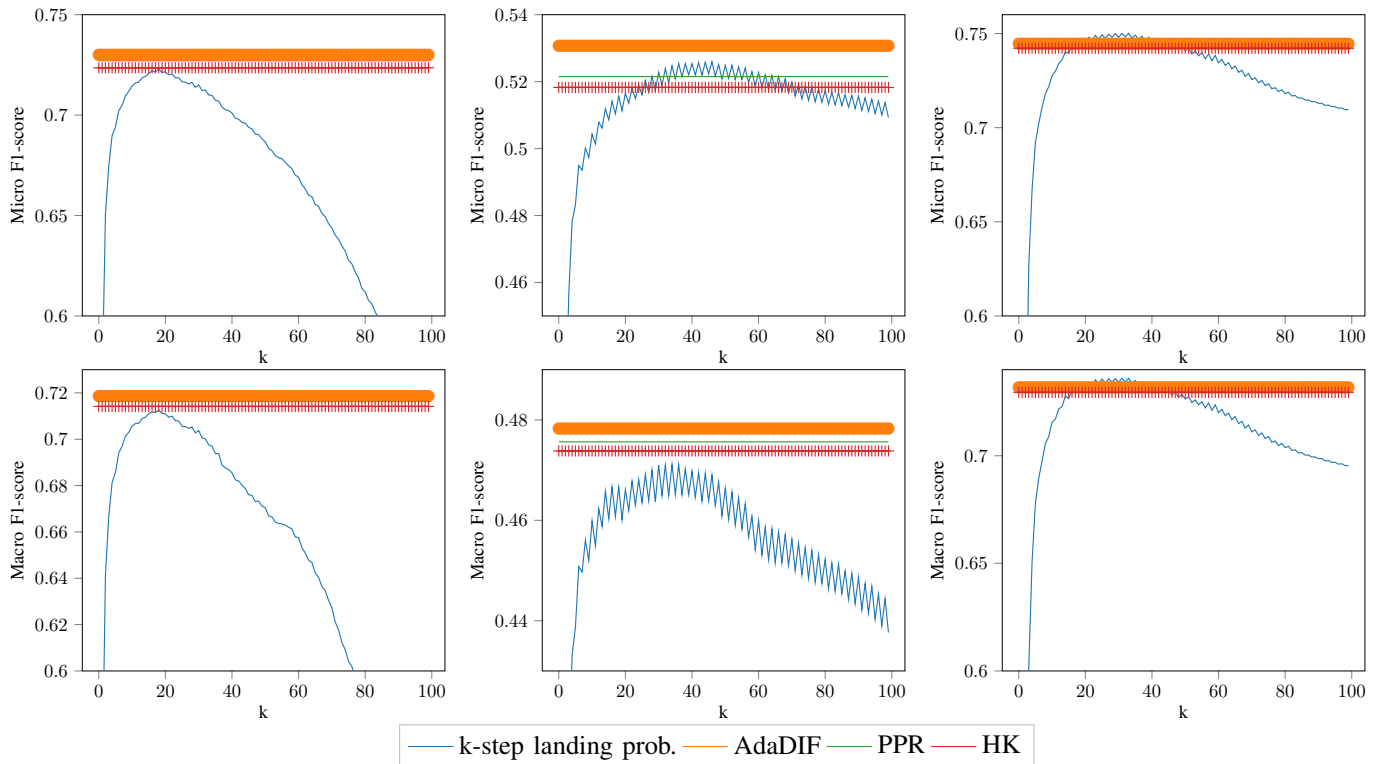 0.75
0.7
0.65
0.6
Micro F1-score
0 20 40 60 80 100
k
0.54
0.52
0.5
0.48
0.46
Micro F1-score
0 20 40 60 80 100
k
0.75
0.7
0.65
0.6
Micro F1-score
0 20 40 60 80 100
k
0.72
0.7
0.68
0.66
0.64
0.62
0.6
Macro F1-score
0 20 40 60 80 100
k
0.48
0.46
0.44
Macro F1-score
0 20 40 60 80 100
k
0.7
0.65
0.6
Macro F1-score
0 20 40 60 80 100
k
k-step landing prob. AdaDIF PPR HK